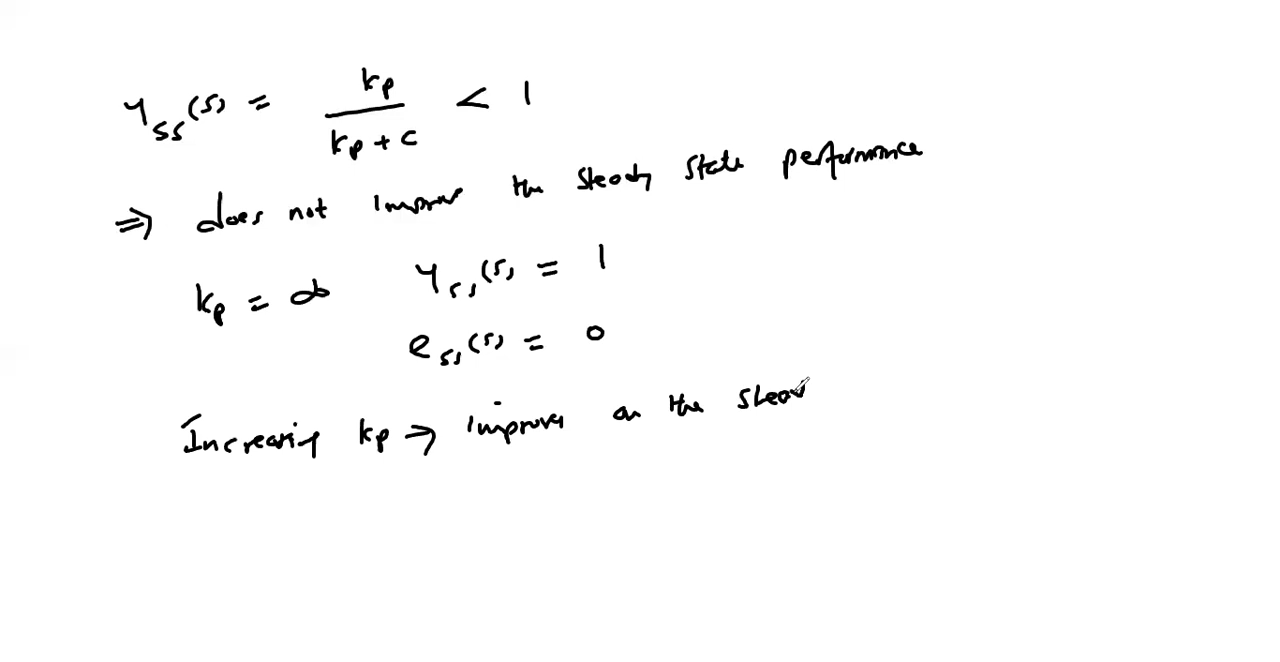 Yss(s) = kp / (kp + c) < 1
⇒ does not improve the steady state performance
kp = ∞ Yss(s) = 1
ess(s) = 0
Increasing kp → improves on the stead